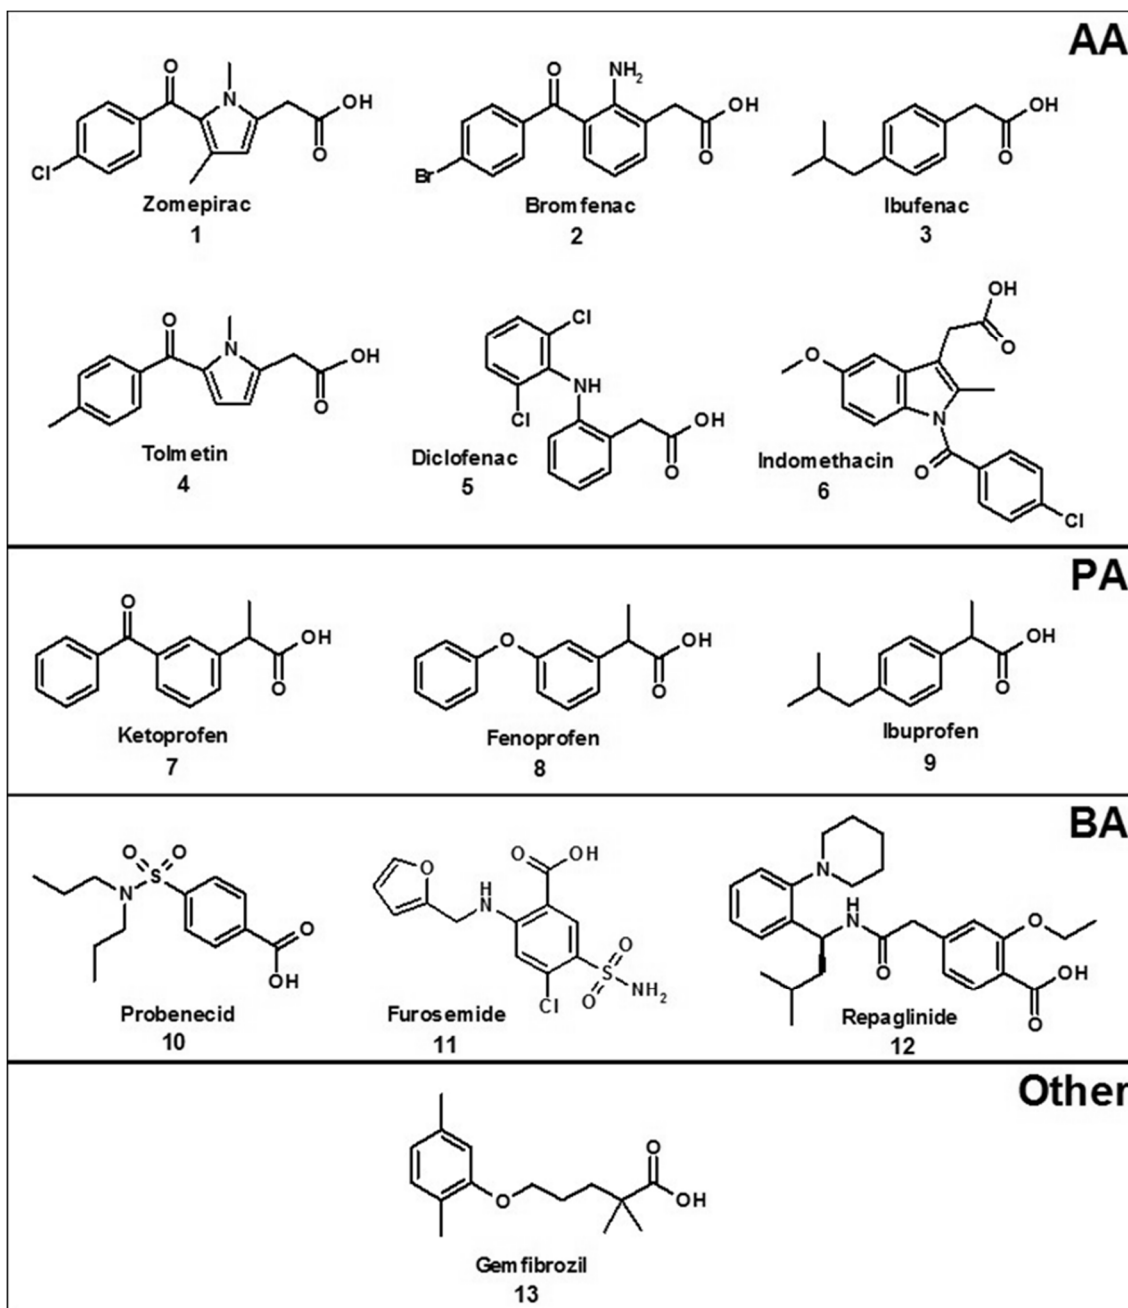 AA
O
N
OH
O
Cl
Zomepirac
1
O
NH2
OH
O
Br
Bromfenac
2
OH
O
Ibufenac
3
O
N
OH
O
Tolmetin
4
Cl
NH
Cl
OH
O
Diclofenac
5
OH
O
O
N
O
Cl
Indomethacin
6
PA
O
OH
O
Ketoprofen
7
O
OH
O
Fenoprofen
8
OH
O
Ibuprofen
9
BA
O O
S
N
O
OH
Probenecid
10
O
OH
O
H
N
O
S
O
NH2
Cl
Furosemide
11
N
H
N
O
O
OH
O
Repaglinide
12
Other
O
O
OH
Gemfibrozil
13